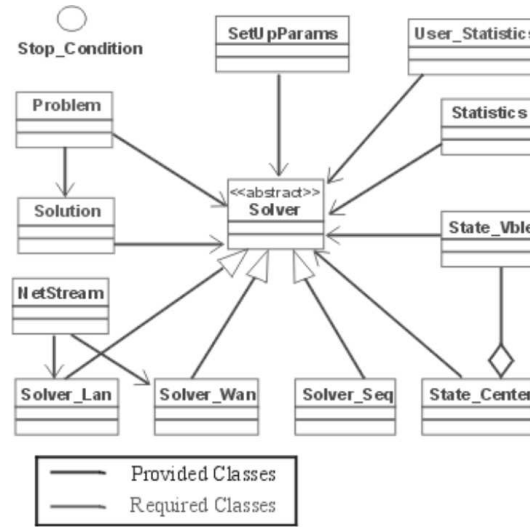 Stop_Condition
SetUpParams
User_Statistics
Problem
Statistics
<<abstract>>
Solver
Solution
State_Vble
NetStream
Solver_Lan
Solver_Wan
Solver_Seq
State_Center
Provided Classes
Required Classes